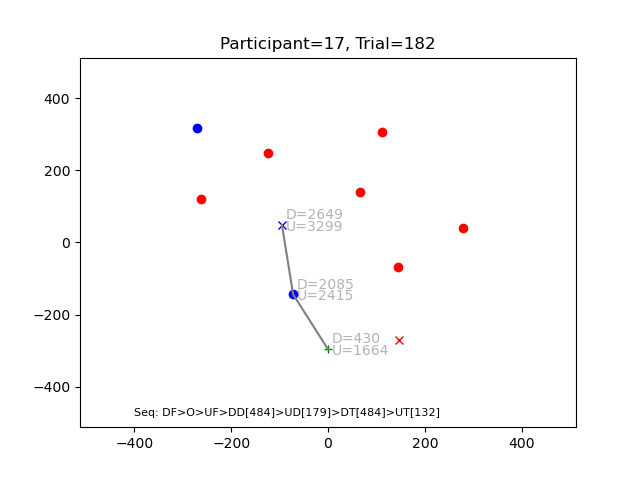 Participant=17, Trial=182
400
200
0
−200
−400
D=2649
U=3299
D=2085
U=2415
D=430
U=1664
Seq: DF>O>UF>DD[484]>UD[179]>DT[484]>UT[132]
−400
−200
0
200
400